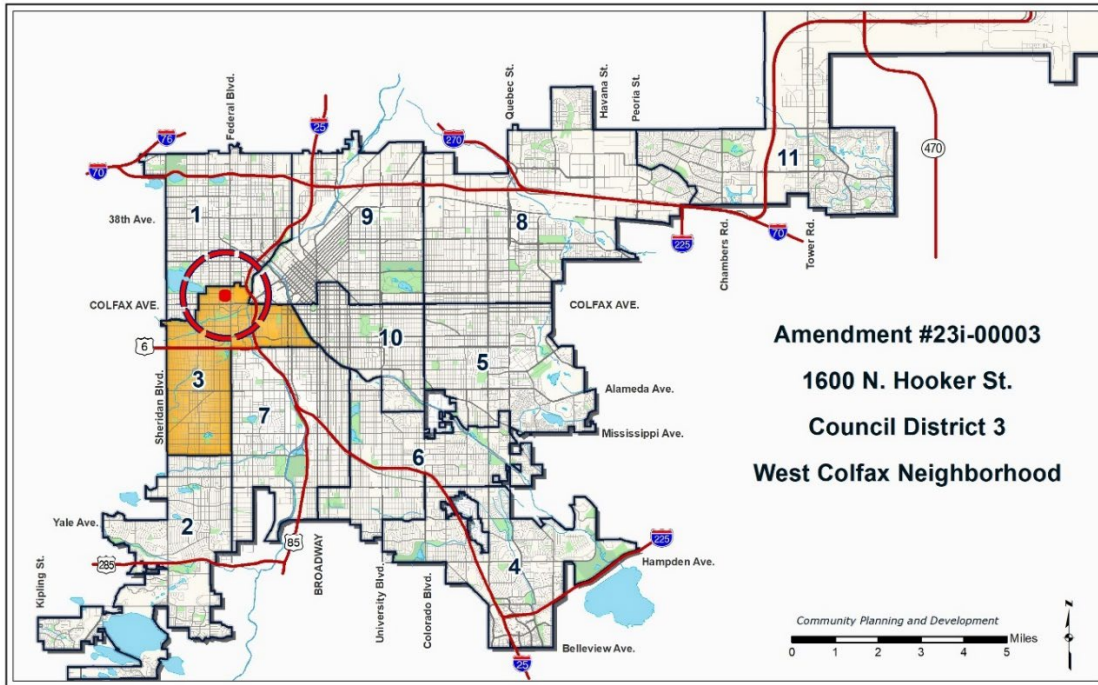 Federal Blvd.
Quebec St.
Havana St.
Peoria St.
76
25
270
70
470
11
1
9
8
38th Ave.
225
Chambers Rd.
70
Tower Rd.
COLFAX AVE.
COLFAX AVE.
6
10
5
3
Sheridan Blvd.
7
Alameda Ave.
Mississippi Ave.
6
Yale Ave.
2
85
BROADWAY
285
225
4
Hampden Ave.
Kipling St.
University Blvd.
Colorado Blvd.
Belleview Ave.
25
Amendment #23i-00003
1600 N. Hooker St.
Council District 3
West Colfax Neighborhood
Community Planning and Development
Miles
0 1 2 3 4 5
Z